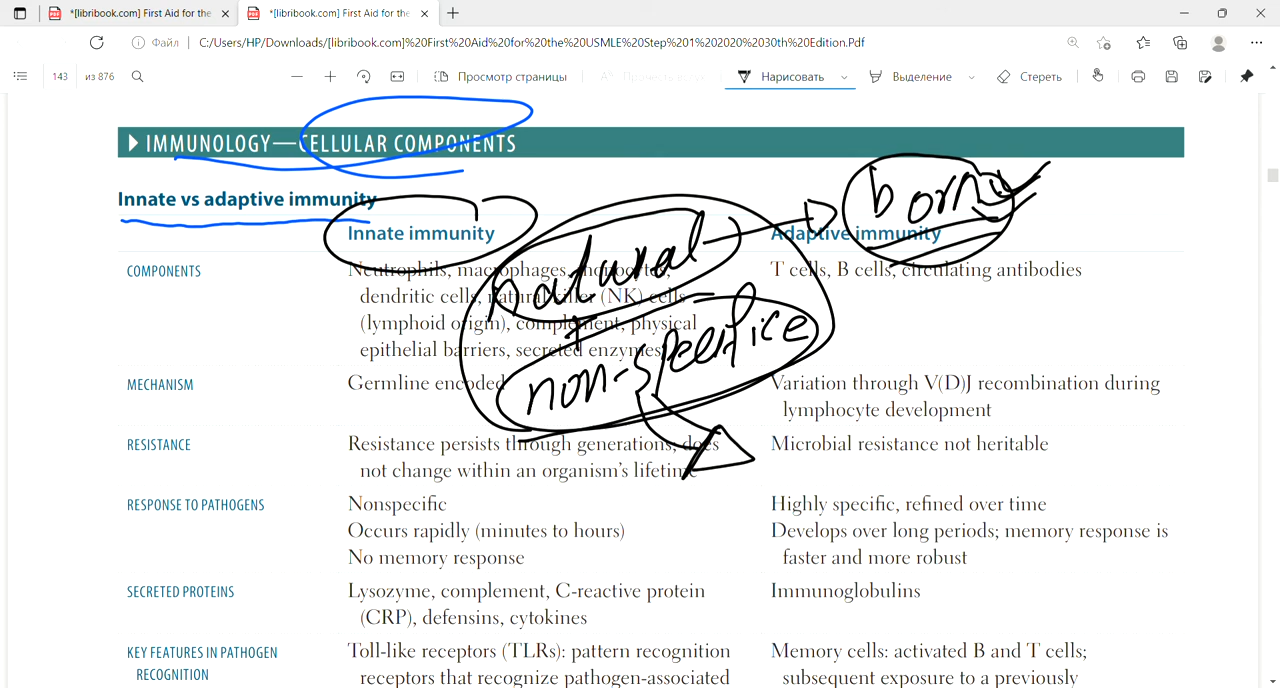 *[libribook.com] First Aid for the
*[libribook.com] First Aid for the
Файл C:/Users/HP/Downloads/[libribook.com]%20First%20Aid%20for%20the%20USMLE%20Step%201%202020%2030th%20Edition.Pdf
143 из 876 Просмотр страницы Прочесть вслух Нарисовать Выделение Стереть
IMMUNOLOGY—CELLULAR COMPONENTS
Innate vs adaptive immunity
born
Innate immunity Adaptive immunity
natural
+
non-specifice
COMPONENTS Neutrophils, macrophages, monocytes, T cells, B cells, circulating antibodies
dendritic cells, natural killer (NK) cells
(lymphoid origin), complement, physical
epithelial barriers, secreted enzymes
MECHANISM Germline encoded Variation through V(D)J recombination during
lymphocyte development
RESISTANCE Resistance persists through generations; does Microbial resistance not heritable
not change within an organism's lifetime
RESPONSE TO PATHOGENS Nonspecific Highly specific, refined over time
Occurs rapidly (minutes to hours) Develops over long periods; memory response is
No memory response faster and more robust
SECRETED PROTEINS Lysozyme, complement, C-reactive protein Immunoglobulins
(CRP), defensins, cytokines
KEY FEATURES IN PATHOGEN Toll-like receptors (TLRs): pattern recognition Memory cells: activated B and T cells;
RECOGNITION receptors that recognize pathogen-associated subsequent exposure to a previously